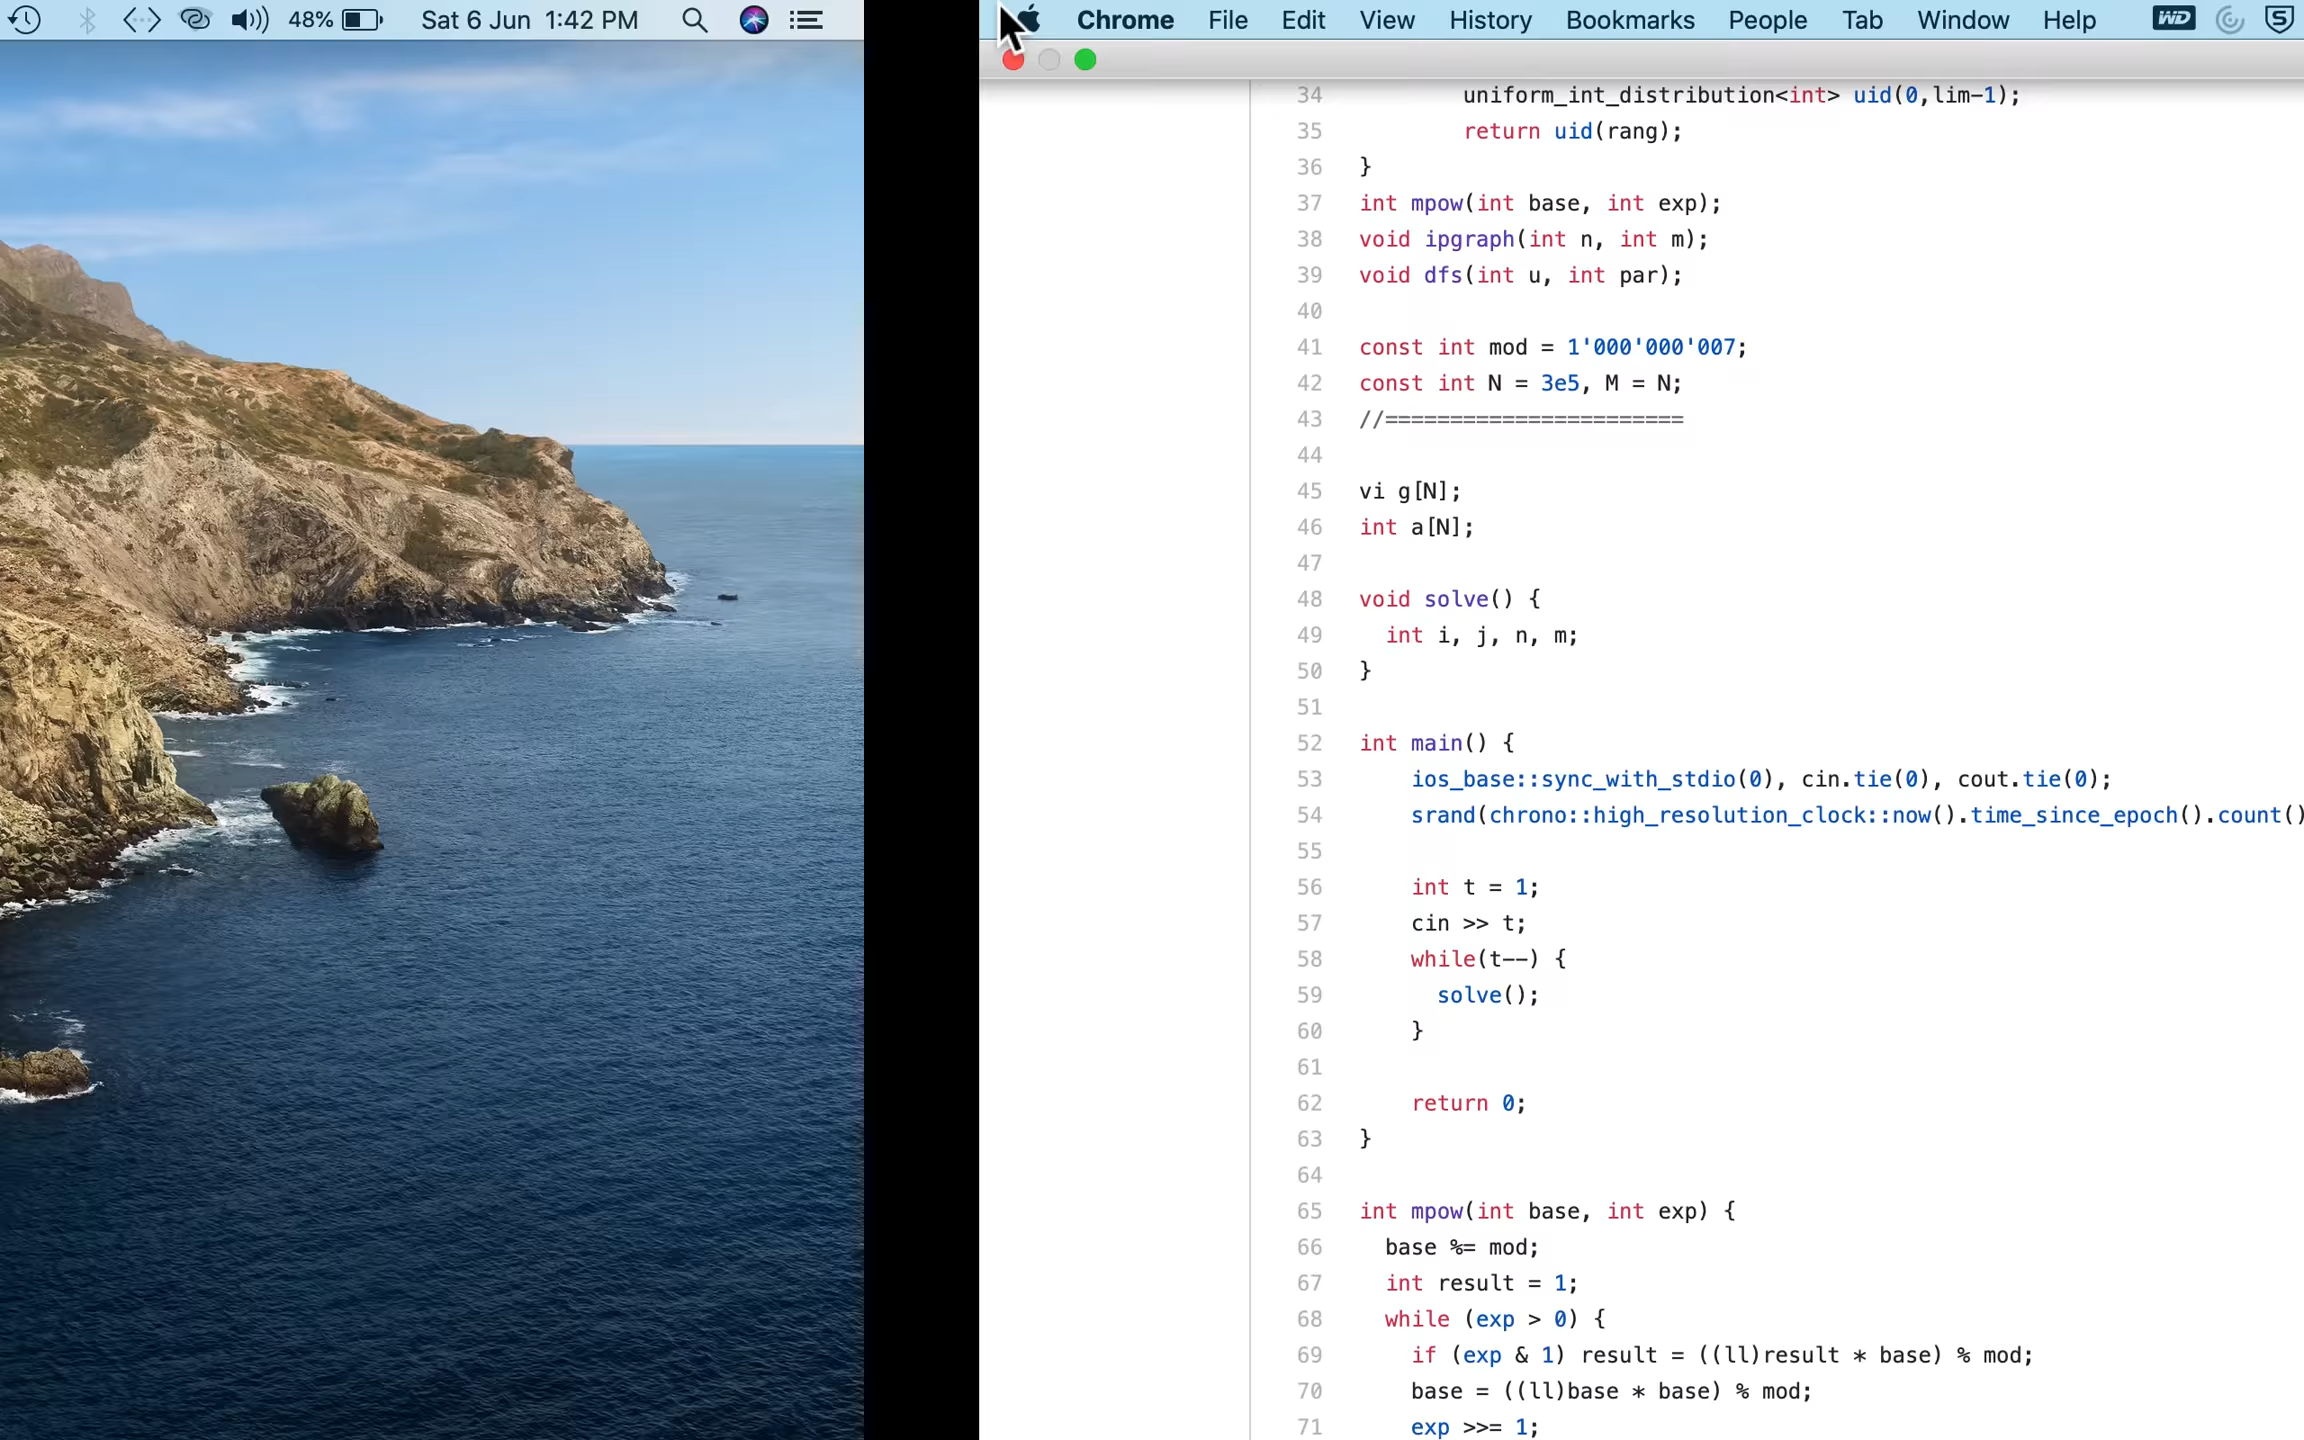 48% Sat 6 Jun 1:42 PM
Chrome File Edit View History Bookmarks People Tab Window Help WD S
34 uniform_int_distribution<int> uid(0,lim-1);
35 return uid(rang);
36 }
37 int mpow(int base, int exp);
38 void ipgraph(int n, int m);
39 void dfs(int u, int par);
40
41 const int mod = 1'000'000'007;
42 const int N = 3e5, M = N;
43 //=======================
44
45 vi g[N];
46 int a[N];
47
48 void solve() {
49 int i, j, n, m;
50 }
51
52 int main() {
53 ios_base::sync_with_stdio(0), cin.tie(0), cout.tie(0);
54 srand(chrono::high_resolution_clock::now().time_since_epoch().count()
55
56 int t = 1;
57 cin >> t;
58 while(t--) {
59 solve();
60 }
61
62 return 0;
63 }
64
65 int mpow(int base, int exp) {
66 base %= mod;
67 int result = 1;
68 while (exp > 0) {
69 if (exp & 1) result = ((ll)result * base) % mod;
70 base = ((ll)base * base) % mod;
71 exp >>= 1;